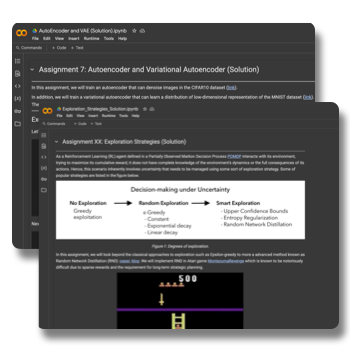 AutoEncoder and VAE (Solution).ipynb
File Edit View Insert Runtime Tools Help
Commands + Code + Text
Assignment 7: Autoencoder and Variational Autoencoder (Solution)
In this assignment, we will train an autoencoder that can denoise images in the CIFAR10 dataset (link).
In addition, we will train a variational autoencoder that can learn a distribution of low-dimensional representation of the MNIST dataset (link).
The
Exploration_Strategies_Solution.ipynb
File Edit View Insert Runtime Tools Help
Commands + Code + Text
Assignment XX: Exploration Strategies (Solution)
As a Reinforcement Learning (RL) agent defined in a Partially Observed Markov Decision Process (POMDP) interacts with its environment,
trying to maximize its cumulative reward, it does not have complete knowledge of the environment's dynamics or the full consequences of its
actions. Hence, this scenario inherently involves uncertainty that needs to be managed using some sort of exploration strategy. Some of
popular strategies are listed in the figure below.
Decision-making under Uncertainty
No Exploration Random Exploration Smart Exploration
Greedy
exploitation
ε-Greedy
- Constant
- Exponential decay
- Linear decay
- Upper Confidence Bounds
- Entropy Regularization
- Random Network Distillation
Figure 1: Degrees of exploration.
In this assignment, we will look beyond the classical approaches to exploration such as Epsilon-greedy to a more advanced method known as
Random Network Distillation (RND; paper, blog. We will implement RND in Atari game MontezumaRevenge which is known to be notoriously
difficult due to sparse rewards and the requirement for long-term strategic planning.
500